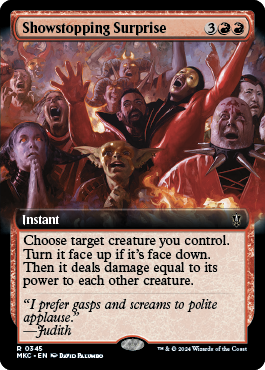 Showstopping Surprise 3
Instant
Choose target creature you control.
Turn it face up if it's face down.
Then it deals damage equal to its
power to each other creature.
“I prefer gasps and screams to polite
applause.”
—Judith
R 0345
MKC • EN DAVID PALUMBO
™ & © 2024 Wizards of the Coast